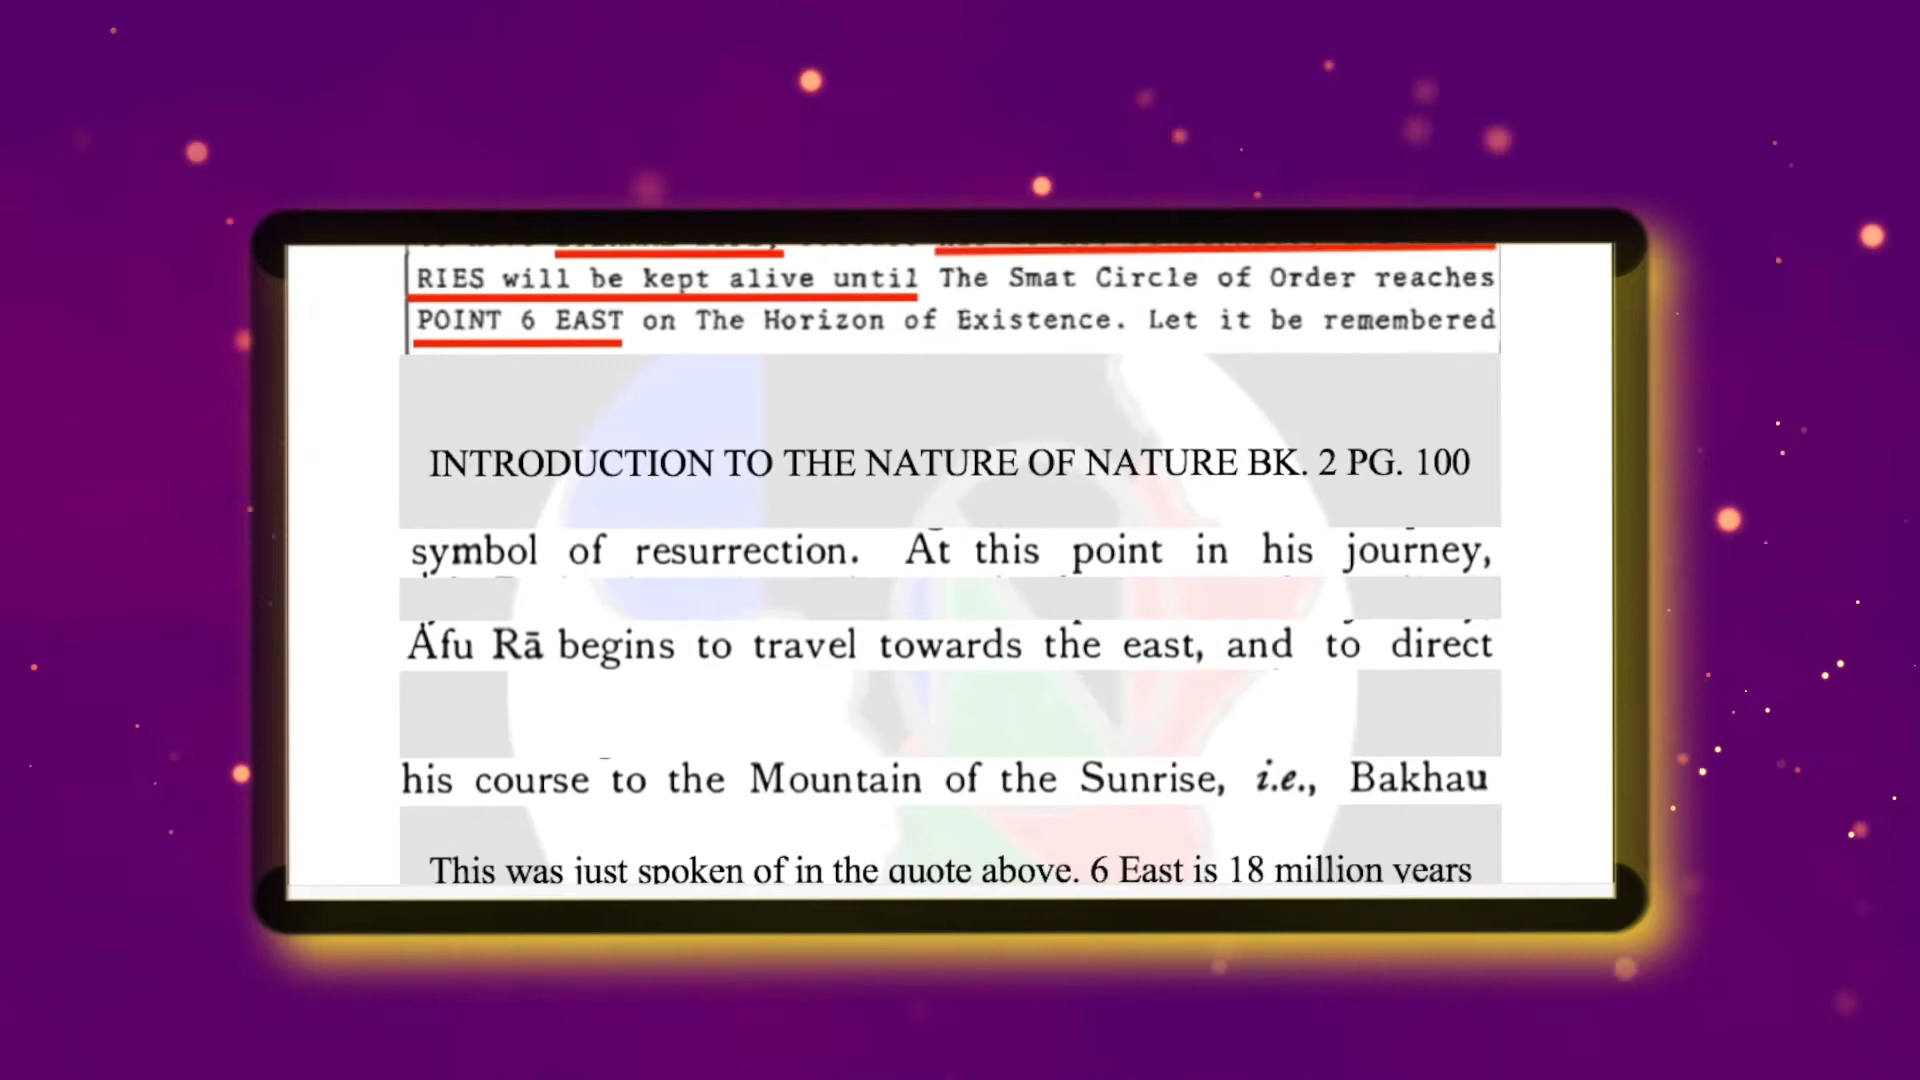 RIES will be kept alive until The Smat Circle of Order reaches
POINT 6 EAST on The Horizon of Existence. Let it be remembered
INTRODUCTION TO THE NATURE OF NATURE BK. 2 PG. 100
symbol of resurrection. At this point in his journey,
Áfu Rā begins to travel towards the east, and to direct
his course to the Mountain of the Sunrise, i.e., Bakhau
This was just spoken of in the quote above. 6 East is 18 million years